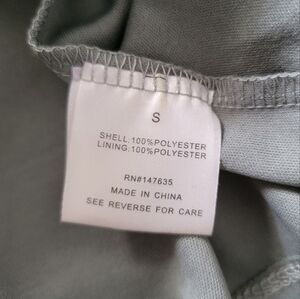 S
SHELL:100%POLYESTER
LINING:100%POLYESTER
RN#147635
MADE IN CHINA
SEE REVERSE FOR CARE